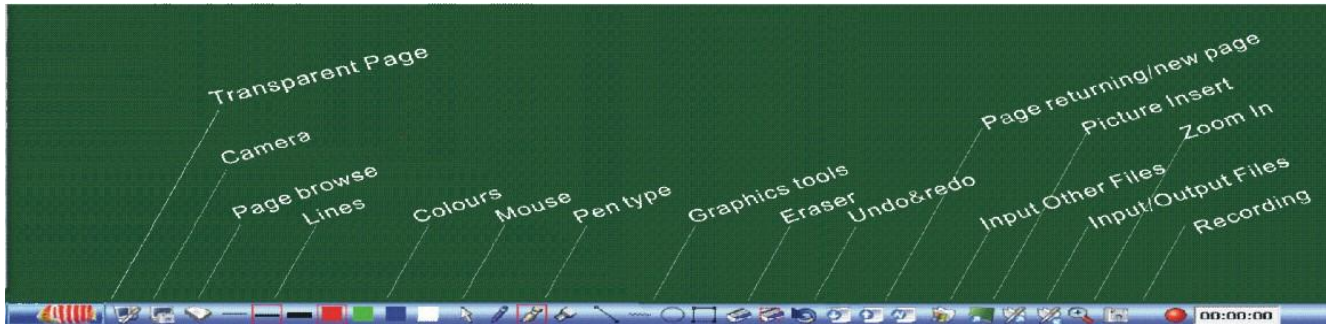 Transparent Page
Camera
Page browse
Lines
Colours
Mouse
Pen type
Graphics tools
Eraser
Undo&redo
Page returning/new page
Input Other Files
Picture Insert
Input/Output Files
Zoom In
Recording
00:00:00